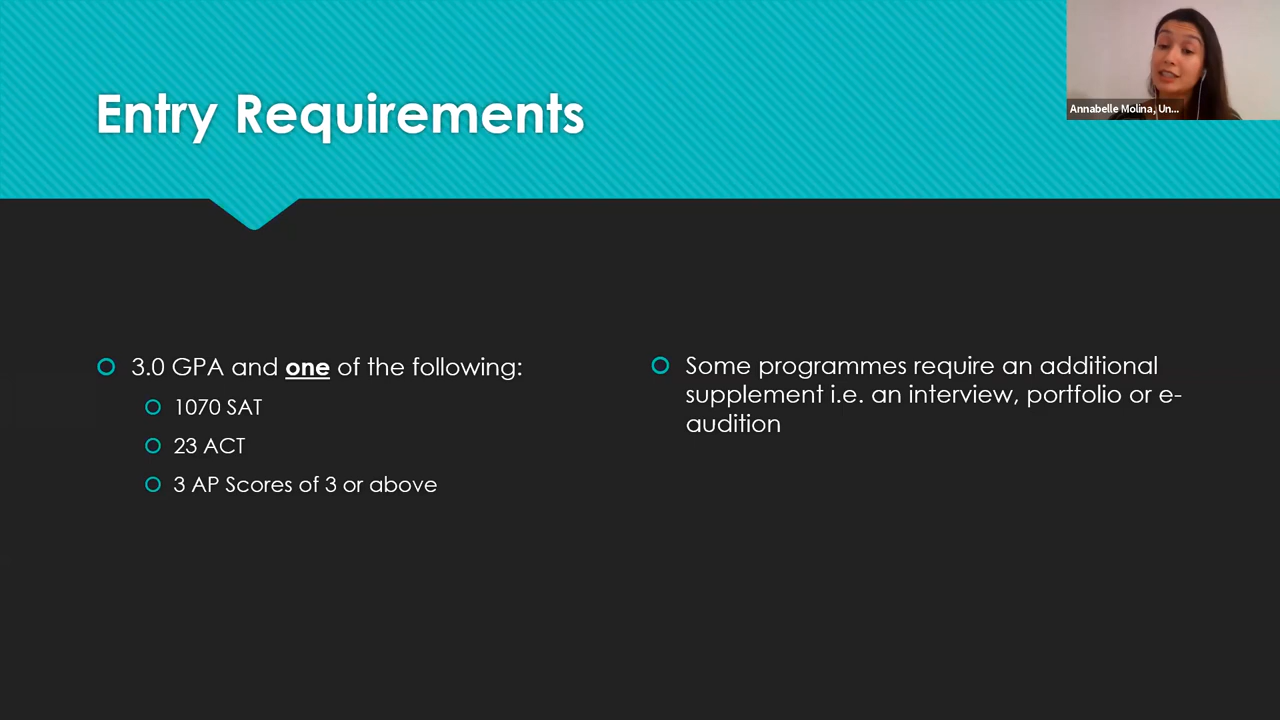 Entry Requirements
Annabelle Molina, Un...
3.0 GPA and one of the following:
1070 SAT
23 ACT
3 AP Scores of 3 or above
Some programmes require an additional
supplement i.e. an interview, portfolio or e-
audition